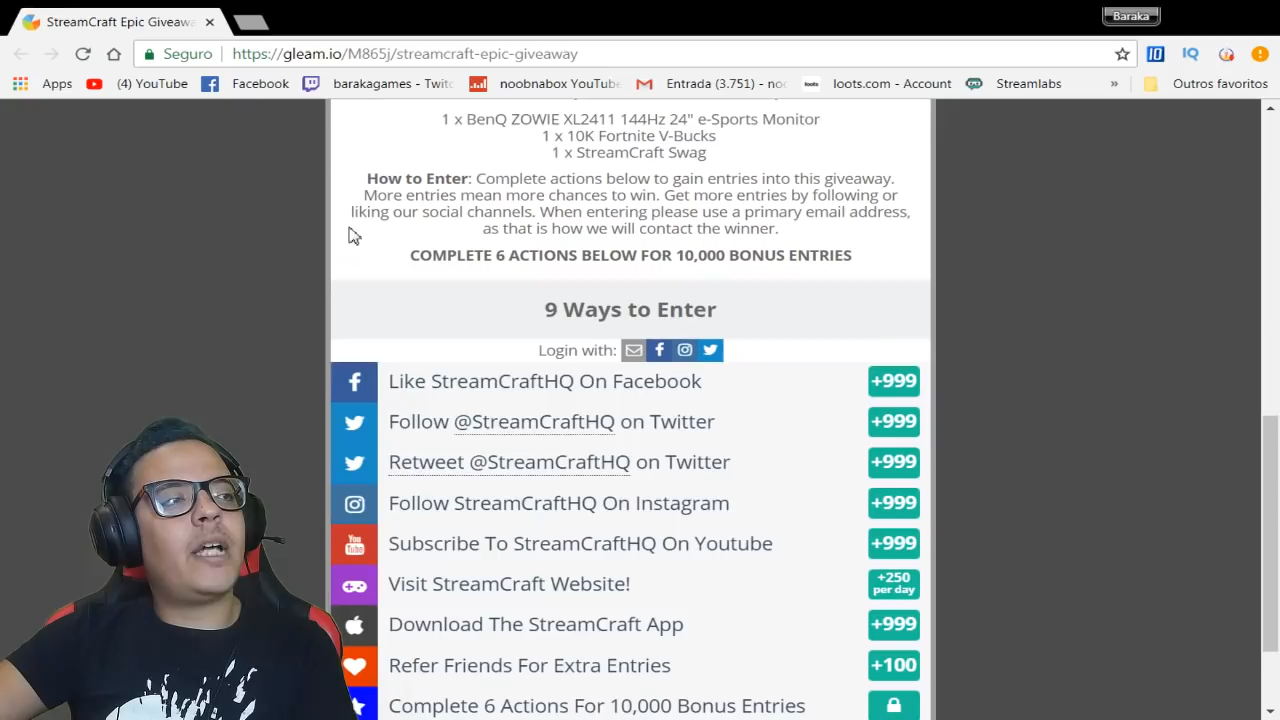 StreamCraft Epic Giveawa
Baraka
Seguro
https://gleam.io/M865j/streamcraft-epic-giveaway
Apps
(4) YouTube
Facebook
barakagames - Twitc
noobnabox YouTube
Entrada (3.751) - noo
loots
loots.com - Account
Streamlabs
»
Outros favoritos
1 x BenQ ZOWIE XL2411 144Hz 24" e-Sports Monitor
1 x 10K Fortnite V-Bucks
1 x StreamCraft Swag
How to Enter: Complete actions below to gain entries into this giveaway.
More entries mean more chances to win. Get more entries by following or
liking our social channels. When entering please use a primary email address,
as that is how we will contact the winner.
COMPLETE 6 ACTIONS BELOW FOR 10,000 BONUS ENTRIES
9 Ways to Enter
Login with:
Like StreamCraftHQ On Facebook +999
Follow @StreamCraftHQ on Twitter +999
Retweet @StreamCraftHQ on Twitter +999
Follow StreamCraftHQ On Instagram +999
You Tube Subscribe To StreamCraftHQ On Youtube +999
Visit StreamCraft Website! +250 per day
Download The StreamCraft App +999
Refer Friends For Extra Entries +100
Complete 6 Actions For 10,000 Bonus Entries